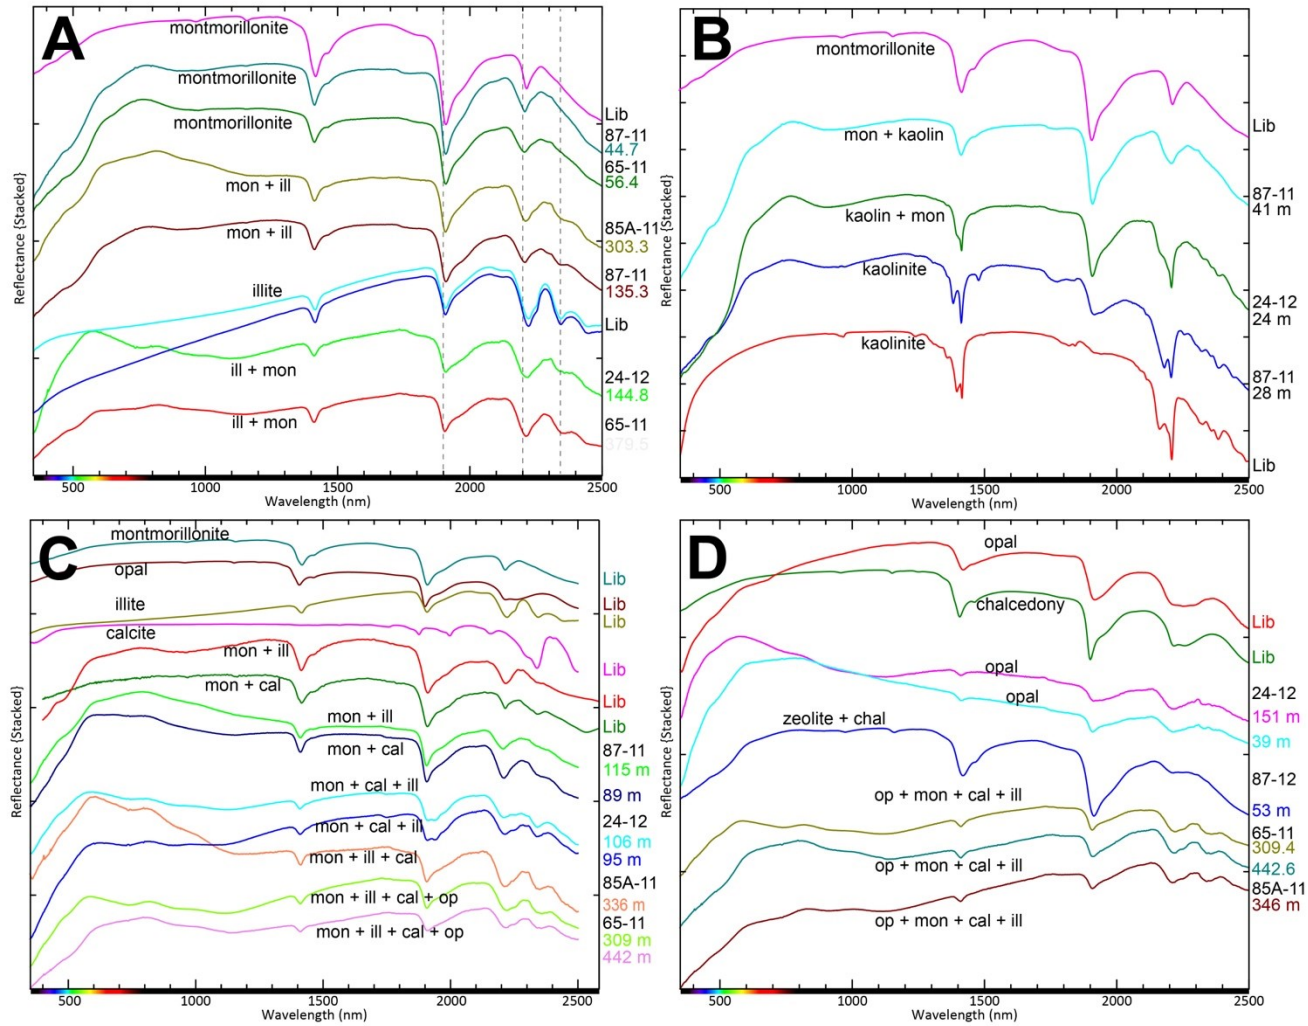 A
montmorillonite
montmorillonite
montmorillonite
mon + ill
mon + ill
illite
ill + mon
ill + mon
Lib
87-11
44.7
65-11
56.4
85A-11
303.3
87-11
135.3
Lib
24-12
144.8
65-11
379.5
Reflectance {Stacked}
500 1000 1500 2000 2500
Wavelength (nm)
B
montmorillonite
mon + kaolin
kaolin + mon
kaolinite
kaolinite
Lib
87-11
41 m
24-12
24 m
87-11
28 m
Lib
Reflectance {Stacked}
500 1000 1500 2000 2500
Wavelength (nm)
C
montmorillonite
opal
illite
calcite
mon + ill
mon + cal
mon + ill
mon + cal
mon + cal + ill
mon + cal + ill
mon + ill + cal
mon + ill + cal + op
mon + ill + cal + op
Lib
Lib
Lib
Lib
Lib
Lib
87-11
115 m
89 m
24-12
106 m
95 m
85A-11
336 m
65-11
309 m
442 m
Reflectance {Stacked}
500 1000 1500 2000 2500
Wavelength (nm)
D
opal
chalcedony
opal
opal
zeolite + chal
op + mon + cal + ill
op + mon + cal + ill
op + mon + cal + ill
Lib
Lib
24-12
151 m
39 m
87-12
53 m
65-11
309.4
442.6
85A-11
346 m
Reflectance {Stacked}
500 1000 1500 2000 2500
Wavelength (nm)